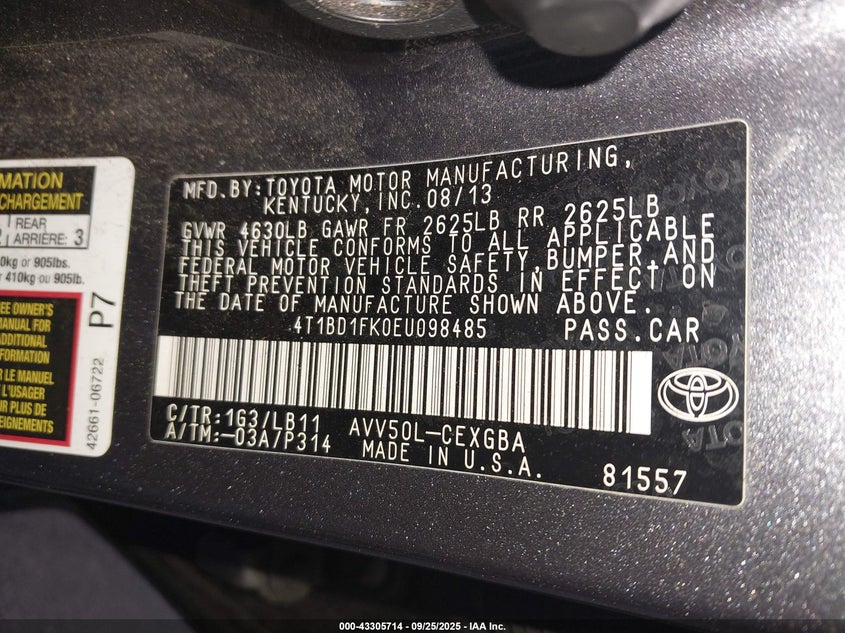 MFD. BY: TOYOTA MOTOR MANUFACTURING,
KENTUCKY, INC. 08/13
GVWR 4630LB GAWR FR 2625LB RR 2625LB
THIS VEHICLE CONFORMS TO ALL APPLICABLE
FEDERAL MOTOR VEHICLE SAFETY, BUMPER, AND
THEFT PREVENTION STANDARDS IN EFFECT ON
THE DATE OF MANUFACTURE SHOWN ABOVE.
4T1BD1FK0EU098485 PASS. CAR
C/TR: 1G3/LB11 AVV50L-CEXGBA
A/TM: -03A/P314 MADE IN U.S.A.
81557
MATION
CHARGEMENT
REAR
ARRIÈRE: 3
0kg or 905lbs.
r 410kg ou 905lb.
EE OWNER'S
MANUAL FOR
ADDITIONAL
NFORMATION
R LE MANUEL
L'USAGER
UR PLUS DE
SEIGNEMENTS
P7
42661-06722
TOYOTA
000-43305714 - 09/25/2025 - IAA Inc.